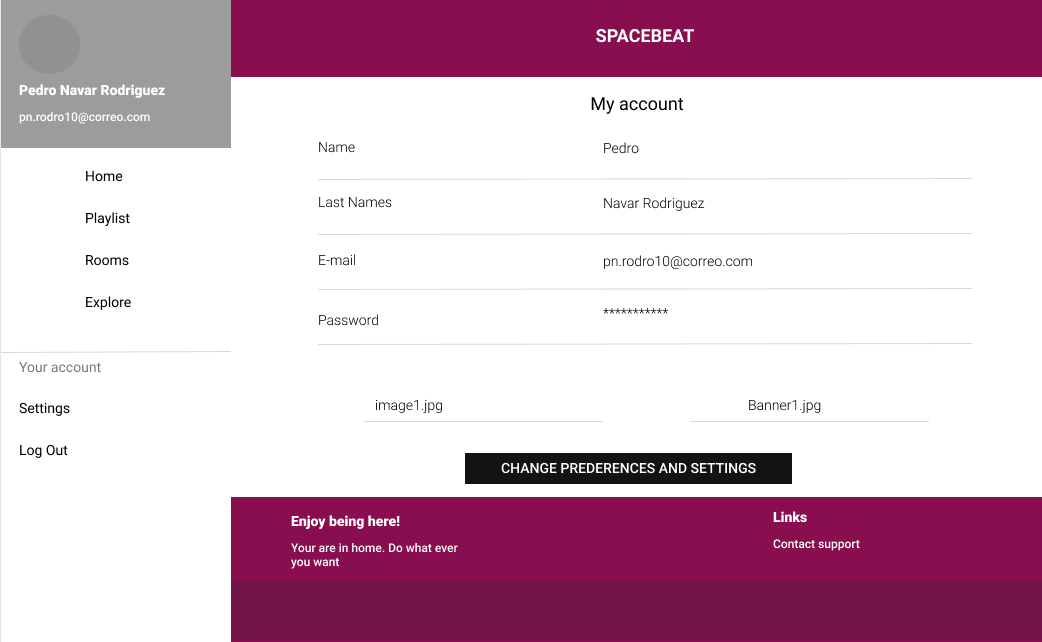 Pedro Navar Rodriguez
pn.rodro10@correo.com
Home
Playlist
Rooms
Explore
Your account
Settings
Log Out
SPACEBEAT
My account
Name
Pedro
Last Names
Navar Rodriguez
E-mail
pn.rodro10@correo.com
Password
***********
image1.jpg
Banner1.jpg
CHANGE PREDERENCES AND SETTINGS
Enjoy being here!
Your are in home. Do what ever
you want
Links
Contact support